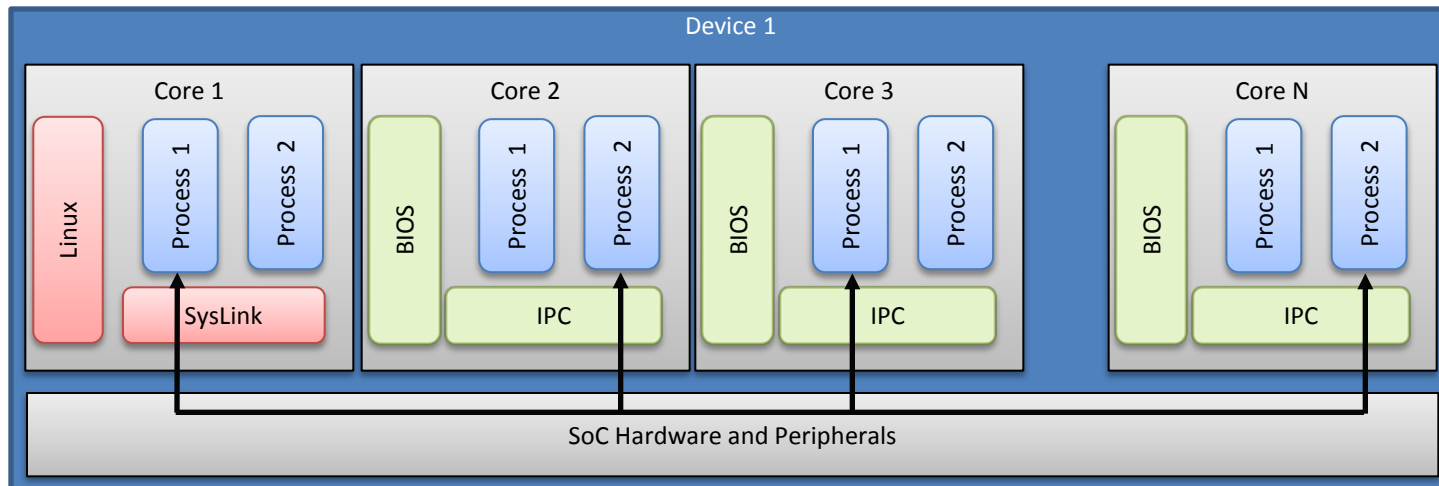 Device 1
Core 1
Linux
Process 1
Process 2
SysLink
Core 2
BIOS
Process 1
Process 2
IPC
Core 3
BIOS
Process 1
Process 2
IPC
Core N
BIOS
Process 1
Process 2
IPC
SoC Hardware and Peripherals